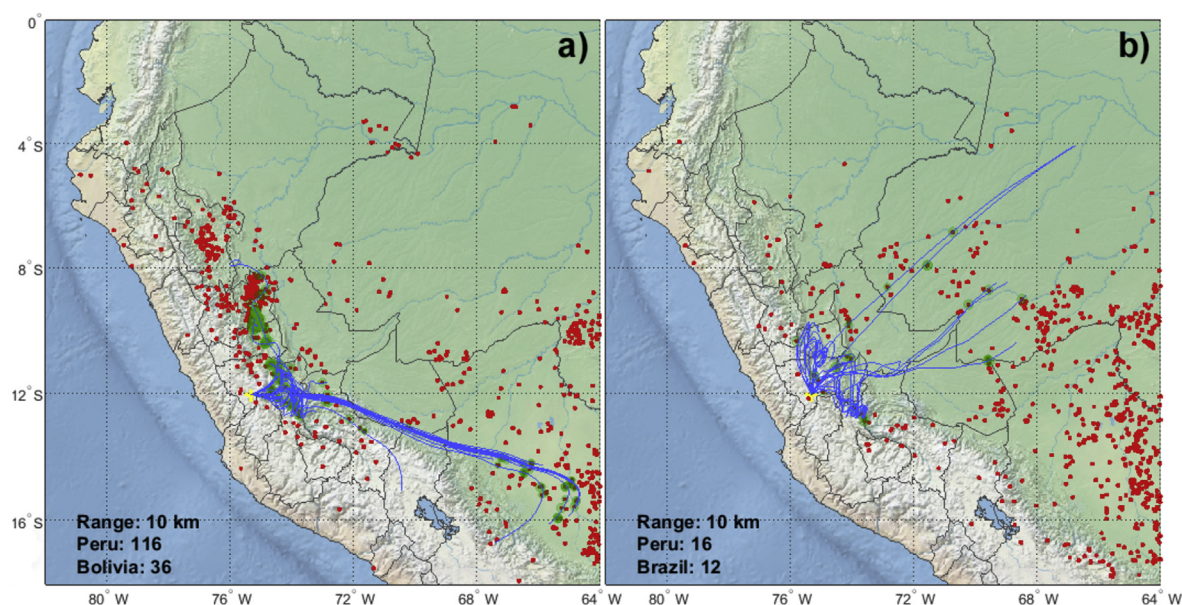 a)
b)
0°
4° S
8° S
12° S
16° S
Range: 10 km
Peru: 116
Bolivia: 36
Range: 10 km
Peru: 16
Brazil: 12
80° W
76° W
72° W
68° W
64° W
80° W
76° W
72° W
68° W
64° W